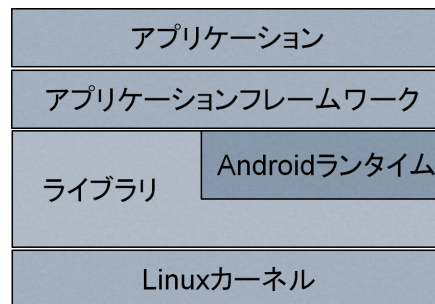 アプリケーション
アプリケーションフレームワーク
Androidランタイム
ライブラリ
Linuxカーネル